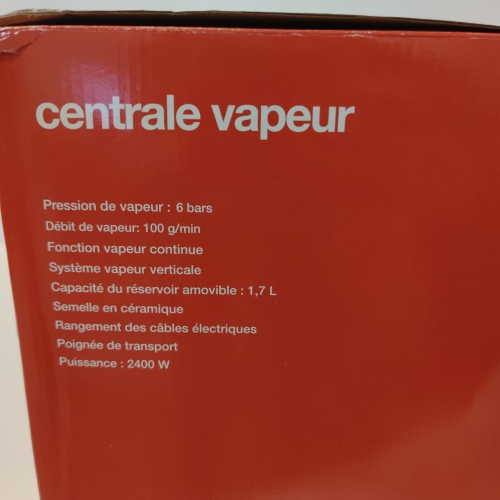 centrale vapeur
Pression de vapeur : 6 bars
Débit de vapeur: 100 g/min
Fonction vapeur continue
Système vapeur verticale
Capacité du réservoir amovible : 1,7 L
Semelle en céramique
Rangement des câbles électriques
Poignée de transport
Puissance : 2400 W